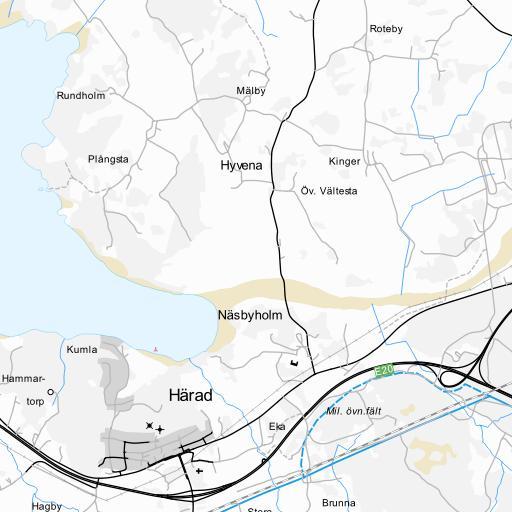 Roteby
Rundholm
Mälby
Plångsta
Hyvena
Kinger
Öv. Vältesta
Näsbyholm
Kumla
E20
Hammar-
torp
Härad
Mil. övn.fält
Eka
Hagby
Brunna